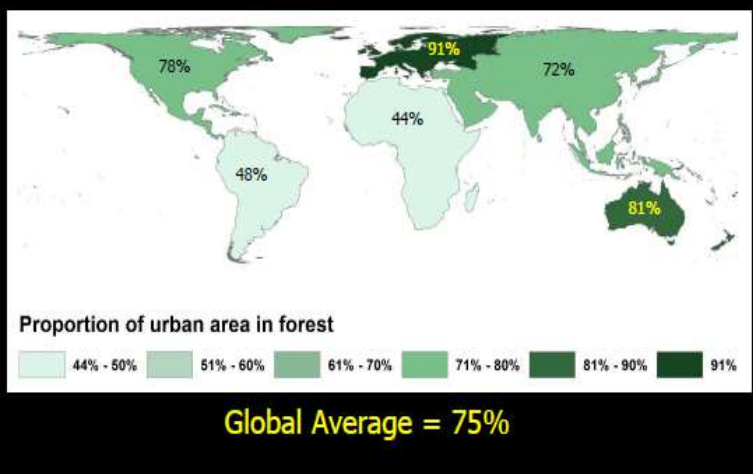 91%
78%
72%
44%
48%
81%
Proportion of urban area in forest
44% - 50% 51% - 60% 61% - 70% 71% - 80% 81% - 90% 91%
Global Average = 75%